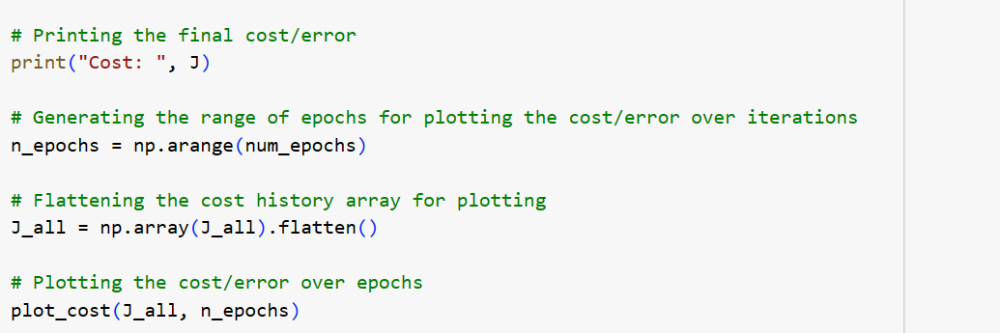 # Printing the final cost/error
print("Cost: ", J)
# Generating the range of epochs for plotting the cost/error over iterations
n_epochs = np.arange(num_epochs)
# Flattening the cost history array for plotting
J_all = np.array(J_all).flatten()
# Plotting the cost/error over epochs
plot_cost(J_all, n_epochs)